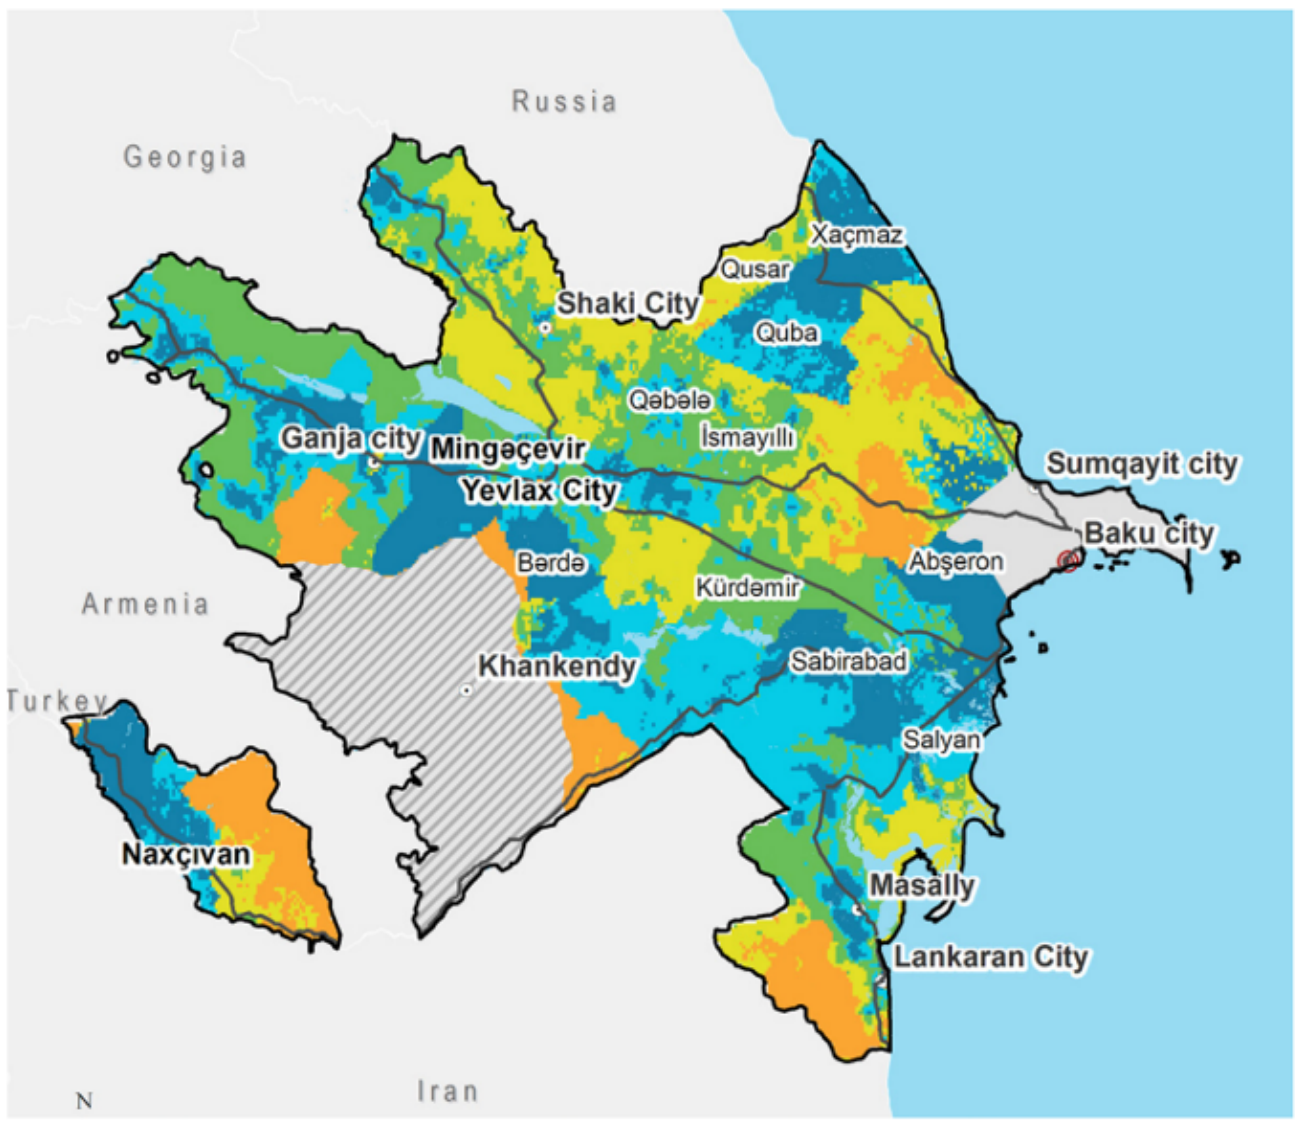 Russia
Georgia
Xaçmaz
Qusar
Shaki City
Quba
Qəbələ
İsmayıllı
Ganja city
Mingəçevir
Sumqayit city
Yevlax City
Baku city
Bərdə
Abşeron
Kürdəmir
Armenia
Khankendy
Sabirabad
Turkey
Salyan
Naxçıvan
Masally
Lankaran City
Iran
N